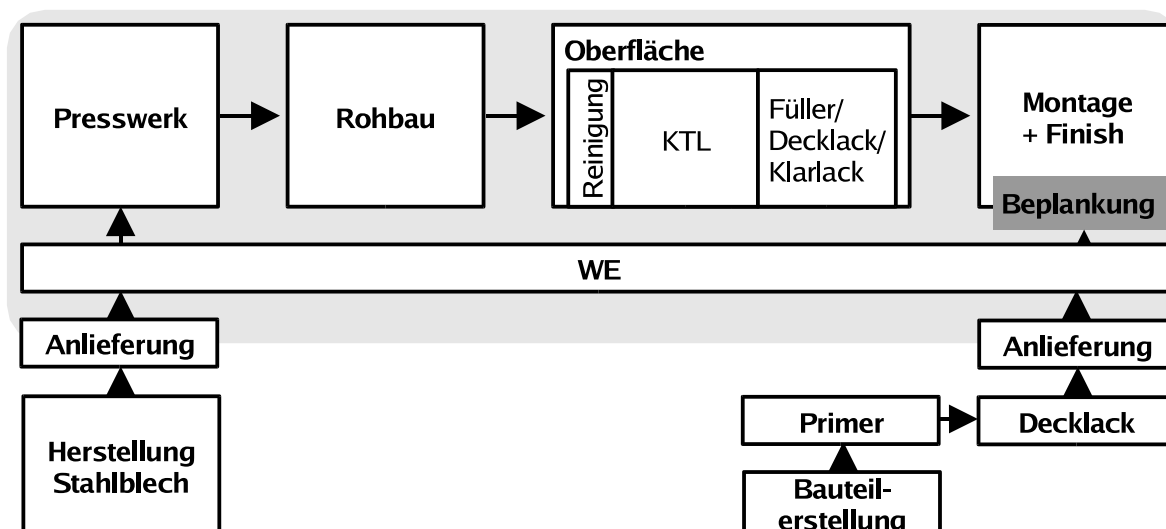 Oberfläche
Presswerk
Rohbau
Reinigung
KTL
Füller/
Decklack/
Klarlack
Montage
+ Finish
Beplankung
WE
Anlieferung
Anlieferung
Herstellung
Stahlblech
Primer
Decklack
Bauteil-
erstellung